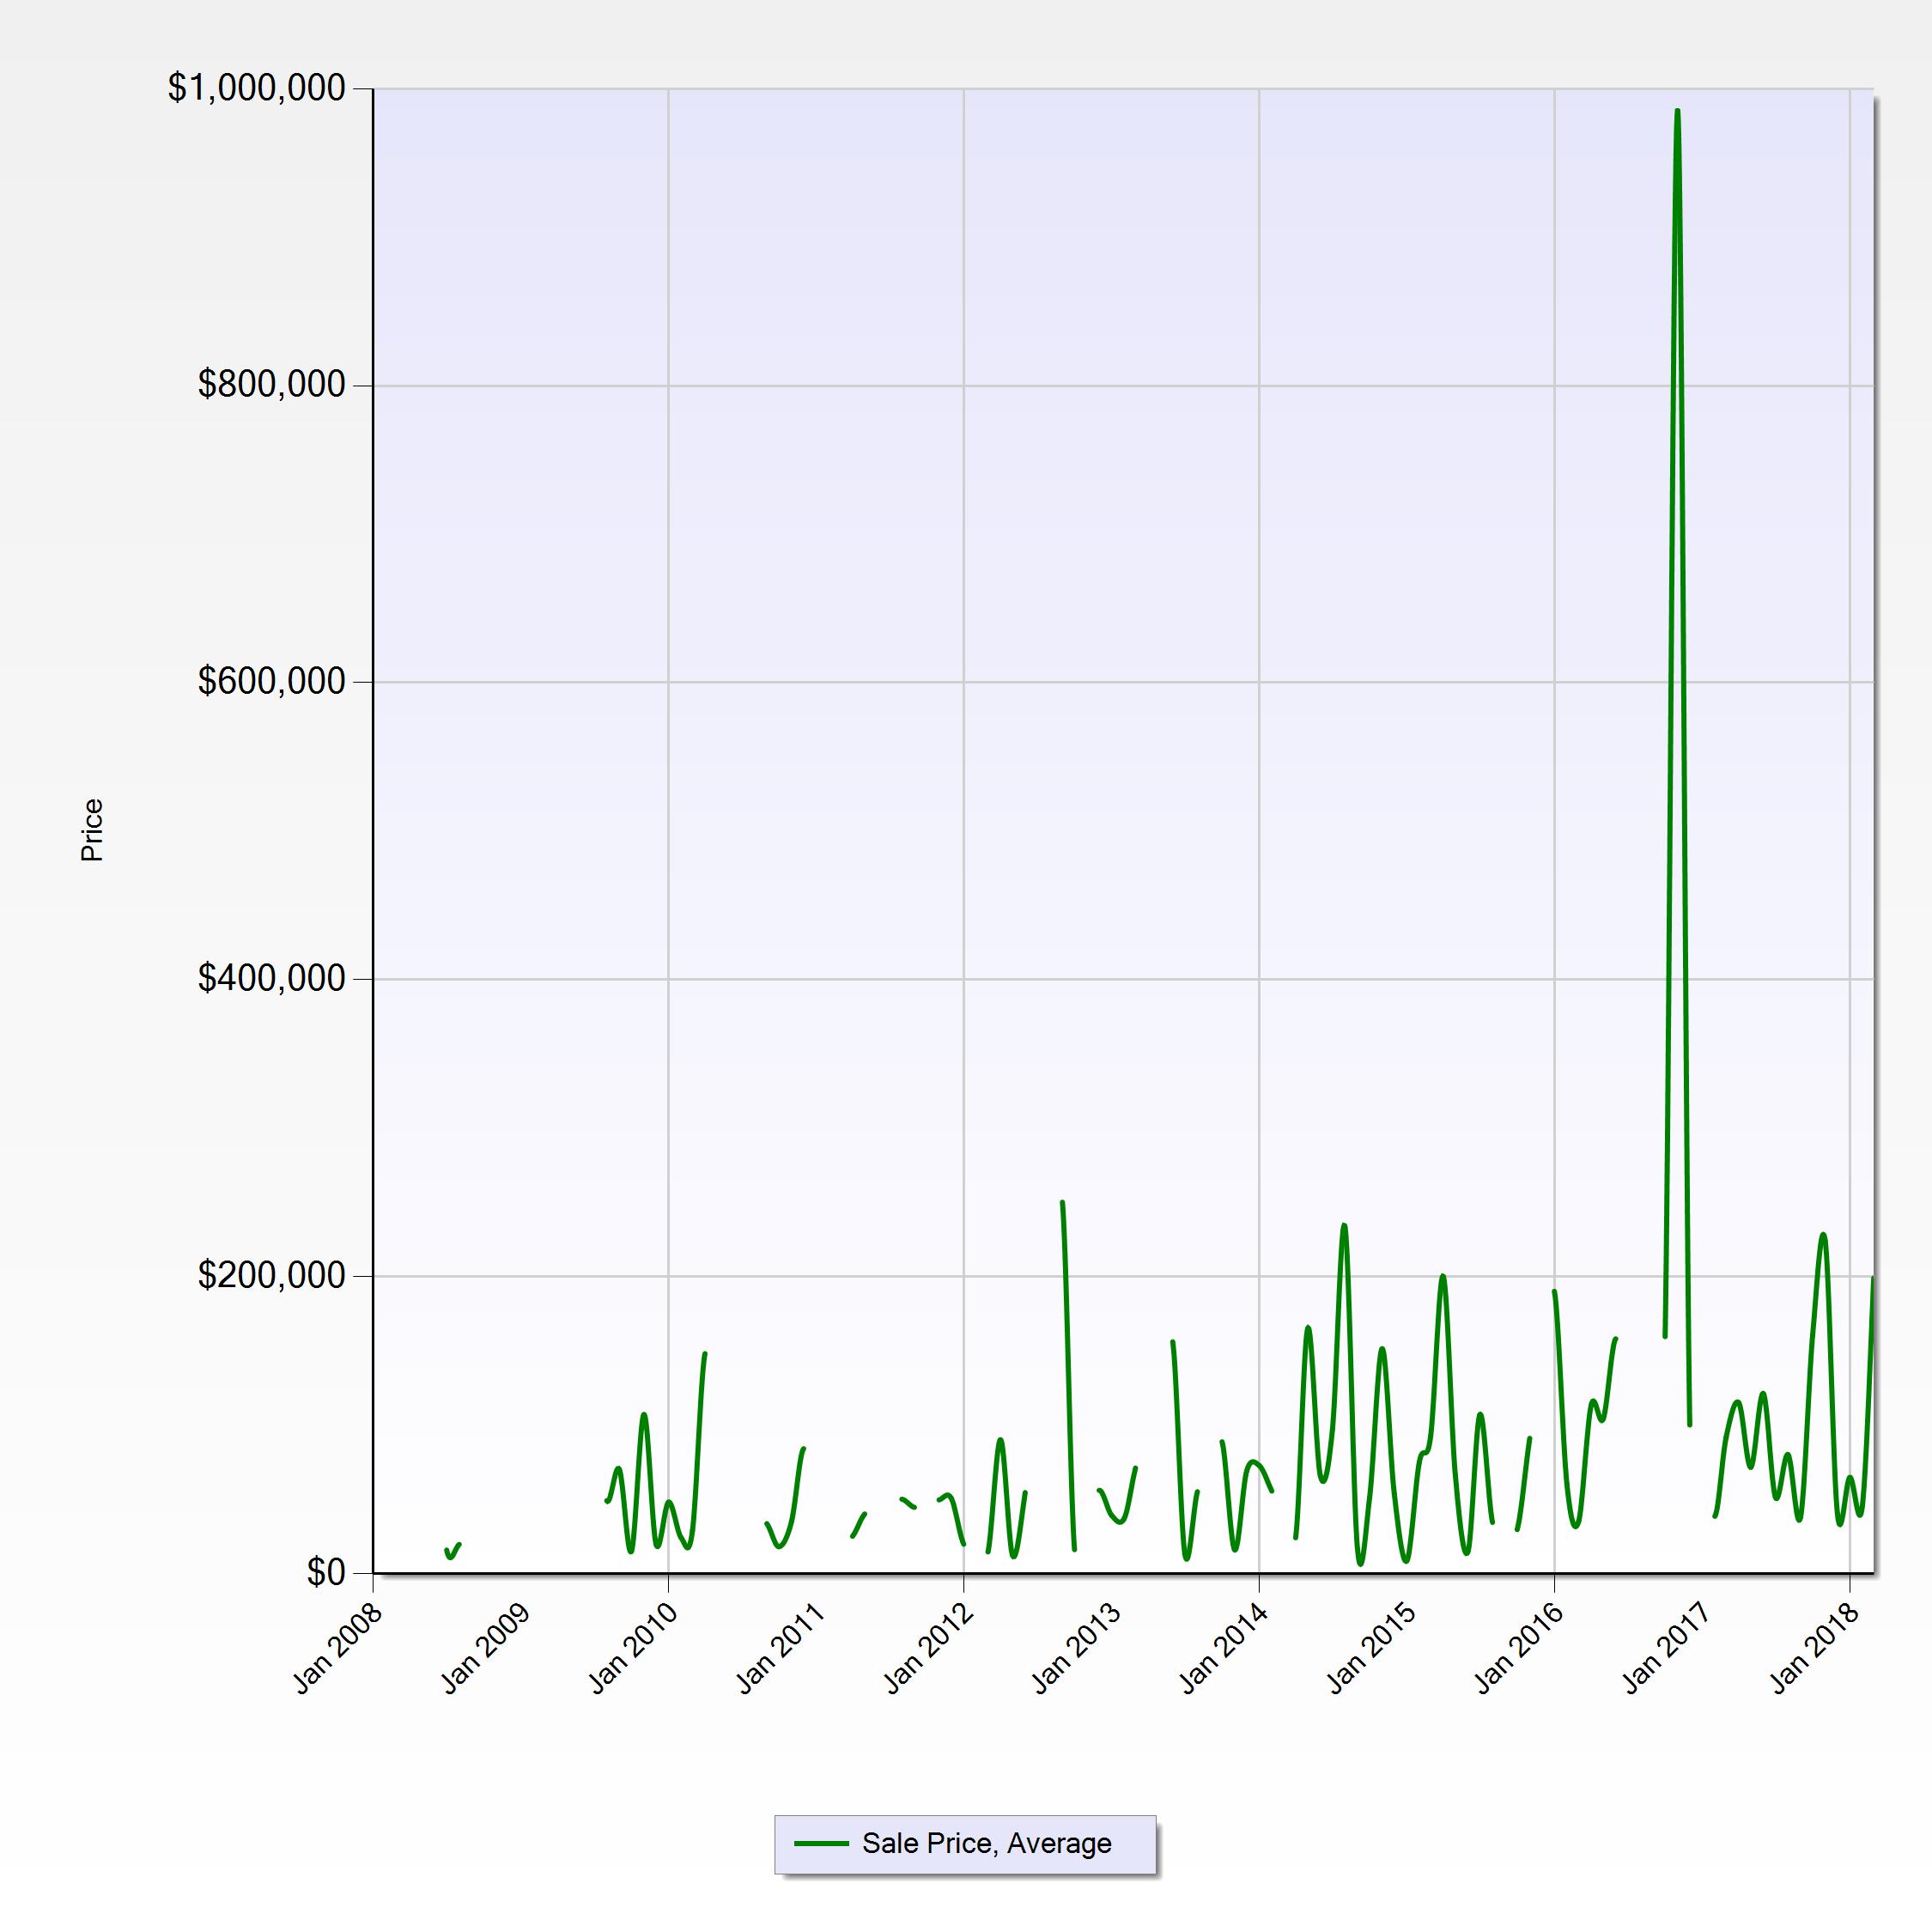 $1,000,000
$800,000
$600,000
$400,000
$200,000
$0
Price
Jan 2008
Jan 2009
Jan 2010
Jan 2011
Jan 2012
Jan 2013
Jan 2014
Jan 2015
Jan 2016
Jan 2017
Jan 2018
Sale Price, Average